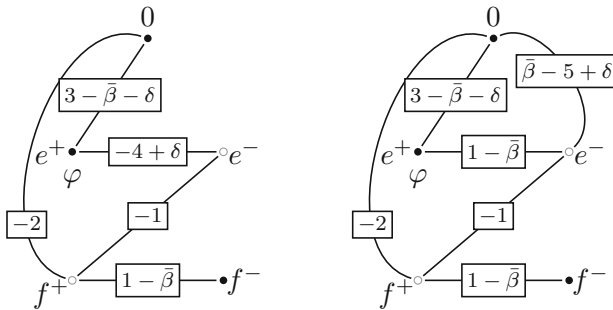 0
3 − β̄ − δ
e⁺
−4 + δ
e⁻
φ
−2
−1
f⁺
1 − β̄
f⁻
0
β̄ − 5 + δ
3 − β̄ − δ
e⁺
1 − β̄
e⁻
φ
−2
−1
f⁺
1 − β̄
f⁻